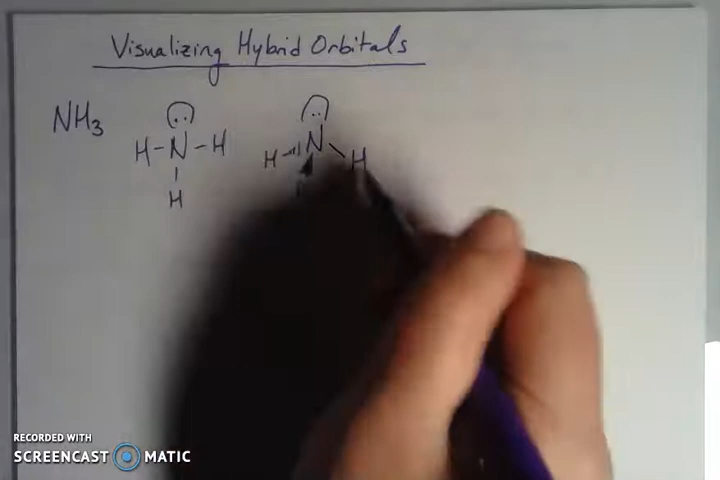 Visualizing Hybrid Orbitals
NH3
H-N-H
H
H N H
RECORDED WITH
SCREENCAST MATIC